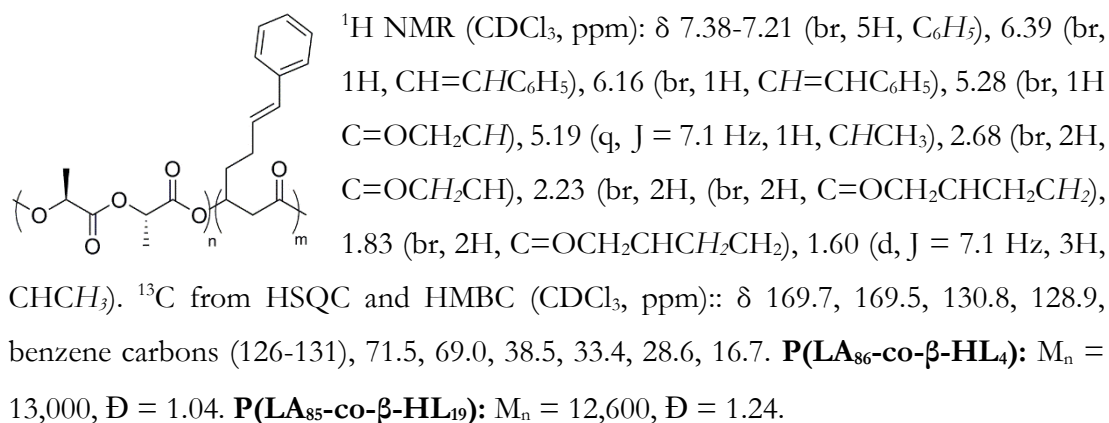 ¹H NMR (CDCl₃, ppm): δ 7.38-7.21 (br, 5H, C₆H₅), 6.39 (br,
1H, CH=CHC₆H₅), 6.16 (br, 1H, CH=CHC₆H₅), 5.28 (br, 1H
C=OCH₂CH), 5.19 (q, J = 7.1 Hz, 1H, CHCH₃), 2.68 (br, 2H,
C=OCH₂CH), 2.23 (br, 2H, (br, 2H, C=OCH₂CHCH₂CH₂),
1.83 (br, 2H, C=OCH₂CHCH₂CH₂), 1.60 (d, J = 7.1 Hz, 3H,
O O O O O n m
CHCH₃). ¹³C from HSQC and HMBC (CDCl₃, ppm):: δ 169.7, 169.5, 130.8, 128.9,
benzene carbons (126-131), 71.5, 69.0, 38.5, 33.4, 28.6, 16.7. P(LA₈₆-co-β-HL₄): Mₙ =
13,000, Đ = 1.04. P(LA₈₅-co-β-HL₁₉): Mₙ = 12,600, Đ = 1.24.